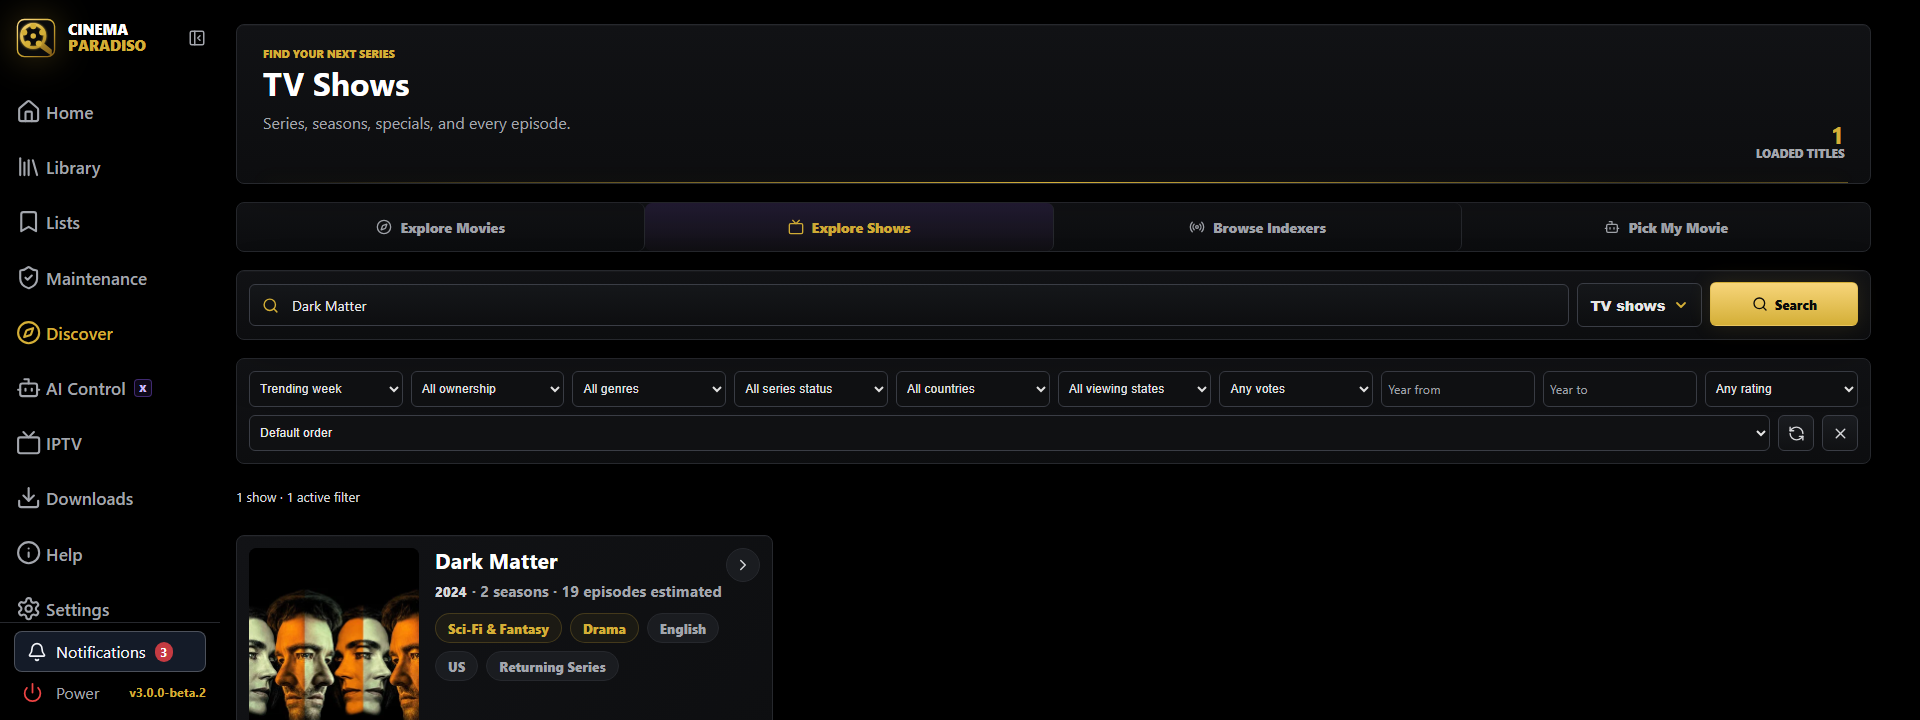 CINEMA
PARADISO
Home
Library
Lists
Maintenance
Discover
AI Control x
IPTV
Downloads
Help
Settings
Notifications 3
Power v3.0.0-beta.2
FIND YOUR NEXT SERIES
TV Shows
Series, seasons, specials, and every episode.
1
LOADED TITLES
Explore Movies Explore Shows Browse Indexers Pick My Movie
Dark Matter TV shows Search
Trending week All ownership All genres All series status All countries All viewing states Any votes Year from Year to Any rating
Default order
1 show · 1 active filter
Dark Matter
2024 · 2 seasons · 19 episodes estimated
Sci-Fi & Fantasy Drama English
US Returning Series